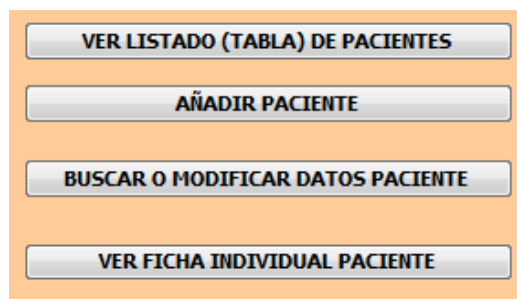 VER LISTADO (TABLA) DE PACIENTES
AÑADIR PACIENTE
BUSCAR O MODIFICAR DATOS PACIENTE
VER FICHA INDIVIDUAL PACIENTE